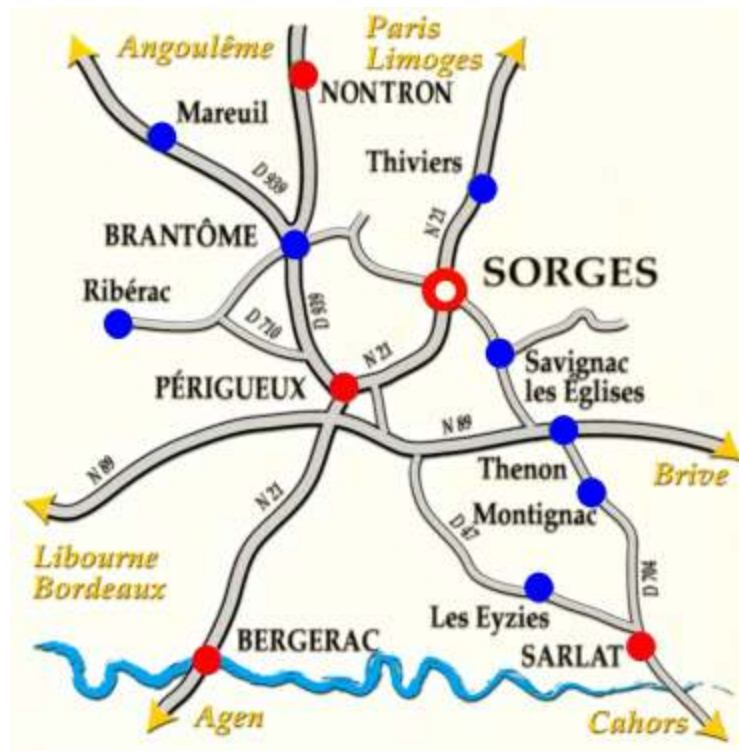 Angoulême
Paris
Limoges
NONTRON
Mareuil
Thiviers
D 939
N 21
BRANTÔME
SORGES
Ribérac
D 939
D 710
N 21
Savignac
les Églises
PÉRIGUEUX
N 89
N 89
Thenon
Brive
N 21
Montignac
D 47
Libourne
Bordeaux
D 704
Les Eyzies
BERGERAC
SARLAT
Agen
Cahors